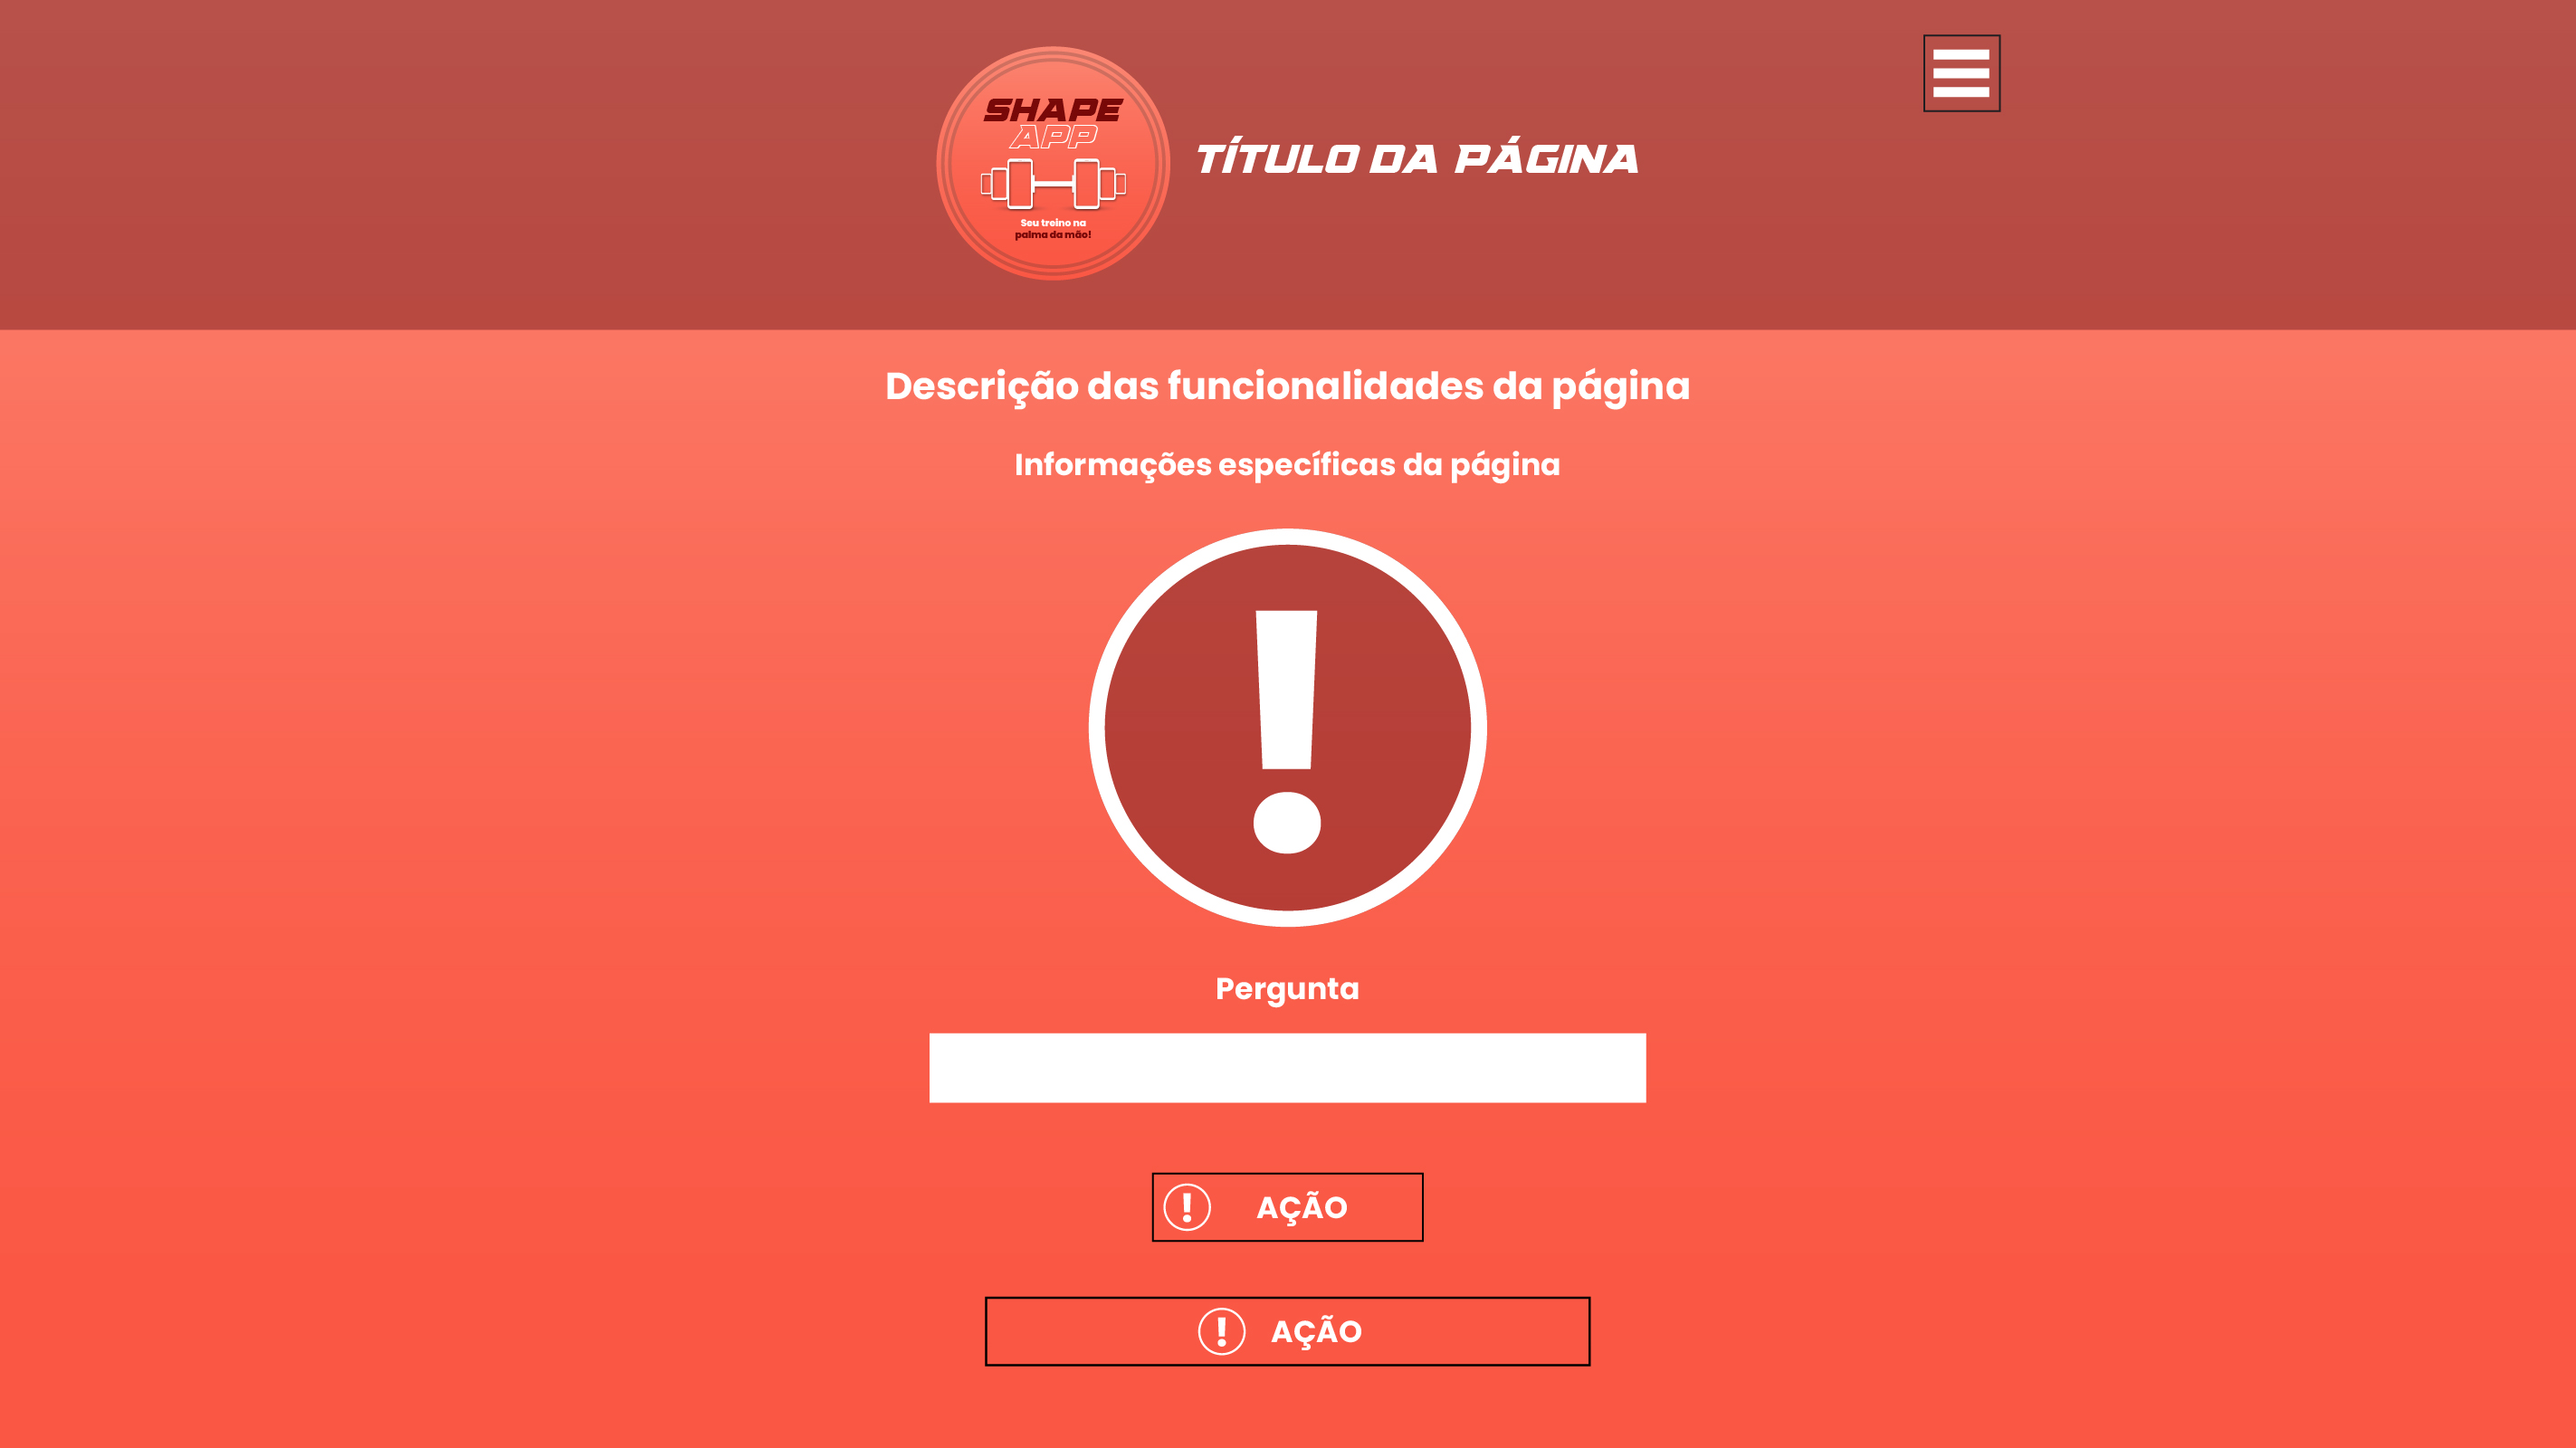 SHAPE
APP
Seu treino na
palma da mão!
TÍTULO DA PÁGINA
Descrição das funcionalidades da página
Informações específicas da página
!
Pergunta
! AÇÃO
! AÇÃO